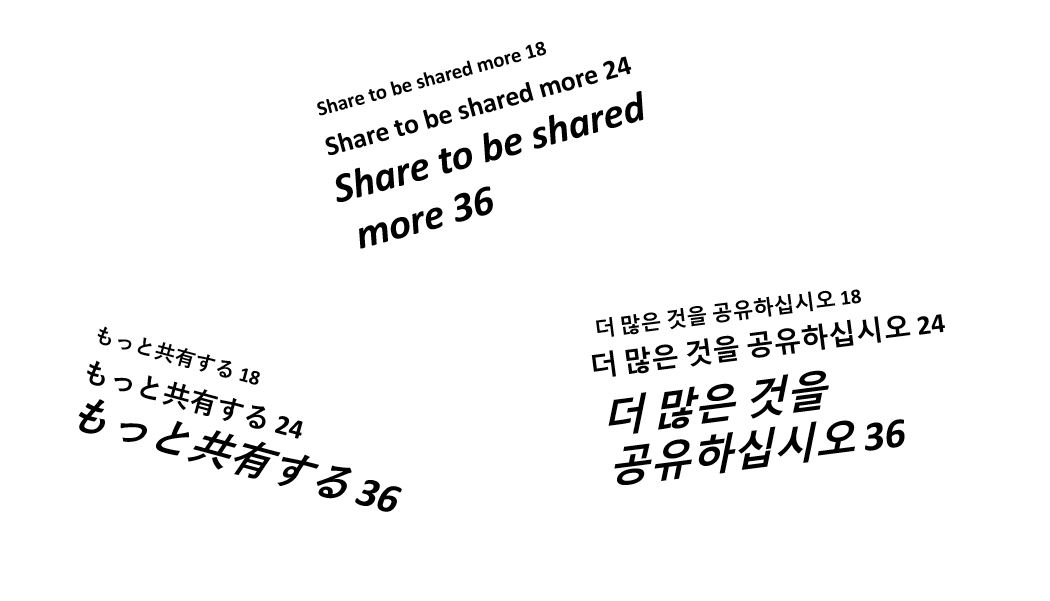 Share to be shared more 18
Share to be shared more 24
Share to be shared
more 36
もっと共有する 18
もっと共有する 24
もっと共有する 36
더 많은 것을 공유하십시오 18
더 많은 것을 공유하십시오 24
더 많은 것을
공유하십시오 36